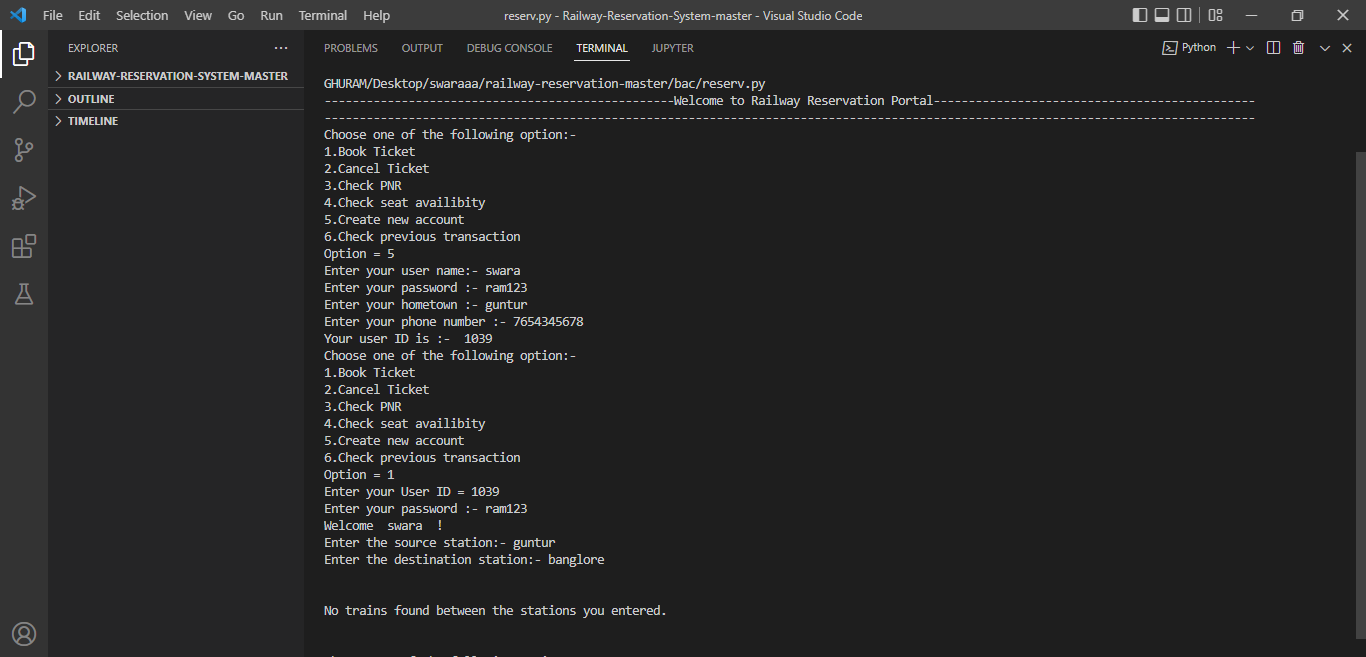 File Edit Selection View Go Run Terminal Help
reserv.py - Railway-Reservation-System-master - Visual Studio Code
EXPLORER
RAILWAY-RESERVATION-SYSTEM-MASTER
OUTLINE
TIMELINE
PROBLEMS OUTPUT DEBUG CONSOLE TERMINAL JUPYTER
Python
GHURAM/Desktop/swaraaa/railway-reservation-master/bac/reserv.py
--------------------------------------------------Welcome to Railway Reservation Portal----------------------------------------------
-------------------------------------------------------------------------------------------------------------------------------------
Choose one of the following option:-
1.Book Ticket
2.Cancel Ticket
3.Check PNR
4.Check seat availibity
5.Create new account
6.Check previous transaction
Option = 5
Enter your user name:- swara
Enter your password :- ram123
Enter your hometown :- guntur
Enter your phone number :- 7654345678
Your user ID is :-  1039
Choose one of the following option:-
1.Book Ticket
2.Cancel Ticket
3.Check PNR
4.Check seat availibity
5.Create new account
6.Check previous transaction
Option = 1
Enter your User ID = 1039
Enter your password :- ram123
Welcome  swara  !
Enter the source station:- guntur
Enter the destination station:- banglore
No trains found between the stations you entered.